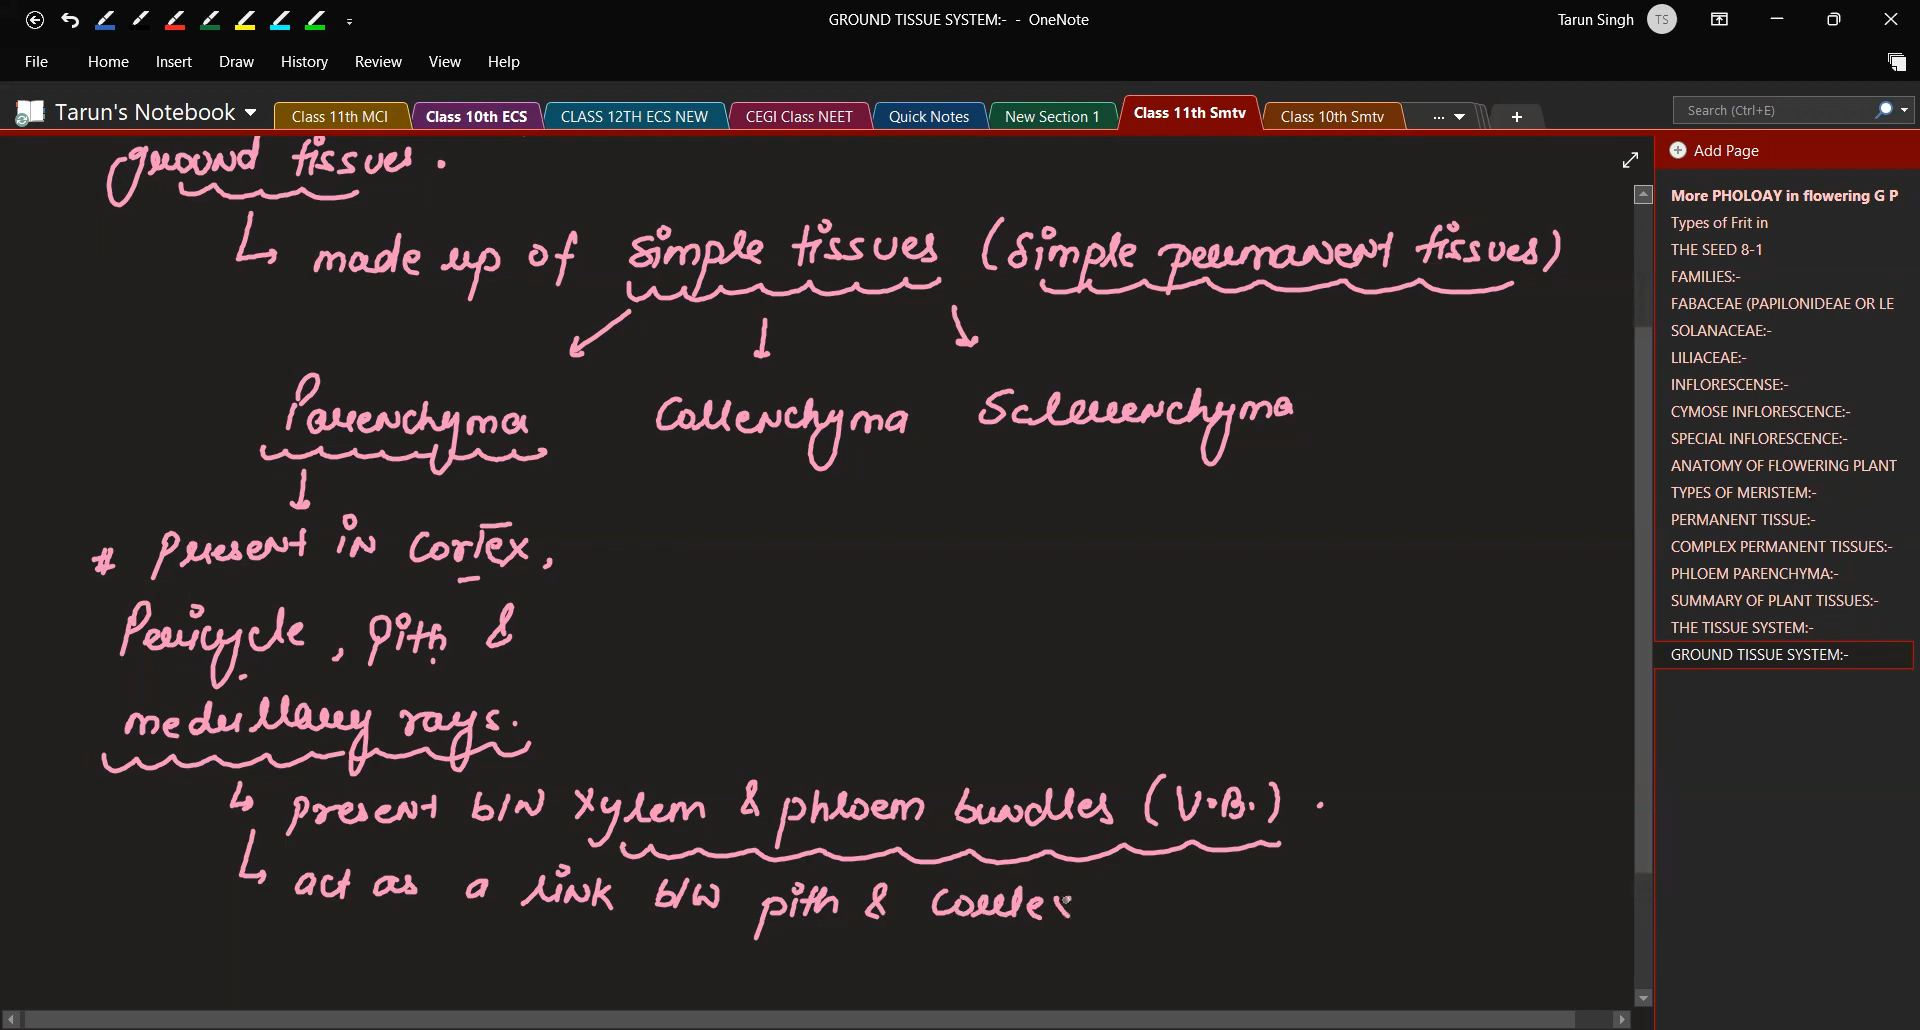 GROUND TISSUE SYSTEM:- - OneNote
Tarun Singh TS
File Home Insert Draw History Review View Help
Tarun's Notebook Class 11th MCI Class 10th ECS CLASS 12TH ECS NEW CEGI Class NEET Quick Notes New Section 1 Class 11th Smtv Class 10th Smtv ... + Search (Ctrl+E)
ground tissues.
made up of simple tissues (simple permanent tissues)
Parenchyma Collenchyma Sclerenchyma
* present in cortex,
Pericycle, pith &
medullary rays.
present b/w xylem & phloem bundles (V.B.).
act as a link b/w pith & cortex
Add Page
More PHOLOAY in flowering G P
Types of Frit in
THE SEED 8-1
FAMILIES:-
FABACEAE (PAPILONIDEAE OR LE
SOLANACEAE:-
LILIACEAE:-
INFLORESCENSE:-
CYMOSE INFLORESCENCE:-
SPECIAL INFLORESCENCE:-
ANATOMY OF FLOWERING PLANT
TYPES OF MERISTEM:-
PERMANENT TISSUE:-
COMPLEX PERMANENT TISSUES:-
PHLOEM PARENCHYMA:-
SUMMARY OF PLANT TISSUES:-
THE TISSUE SYSTEM:-
GROUND TISSUE SYSTEM:-